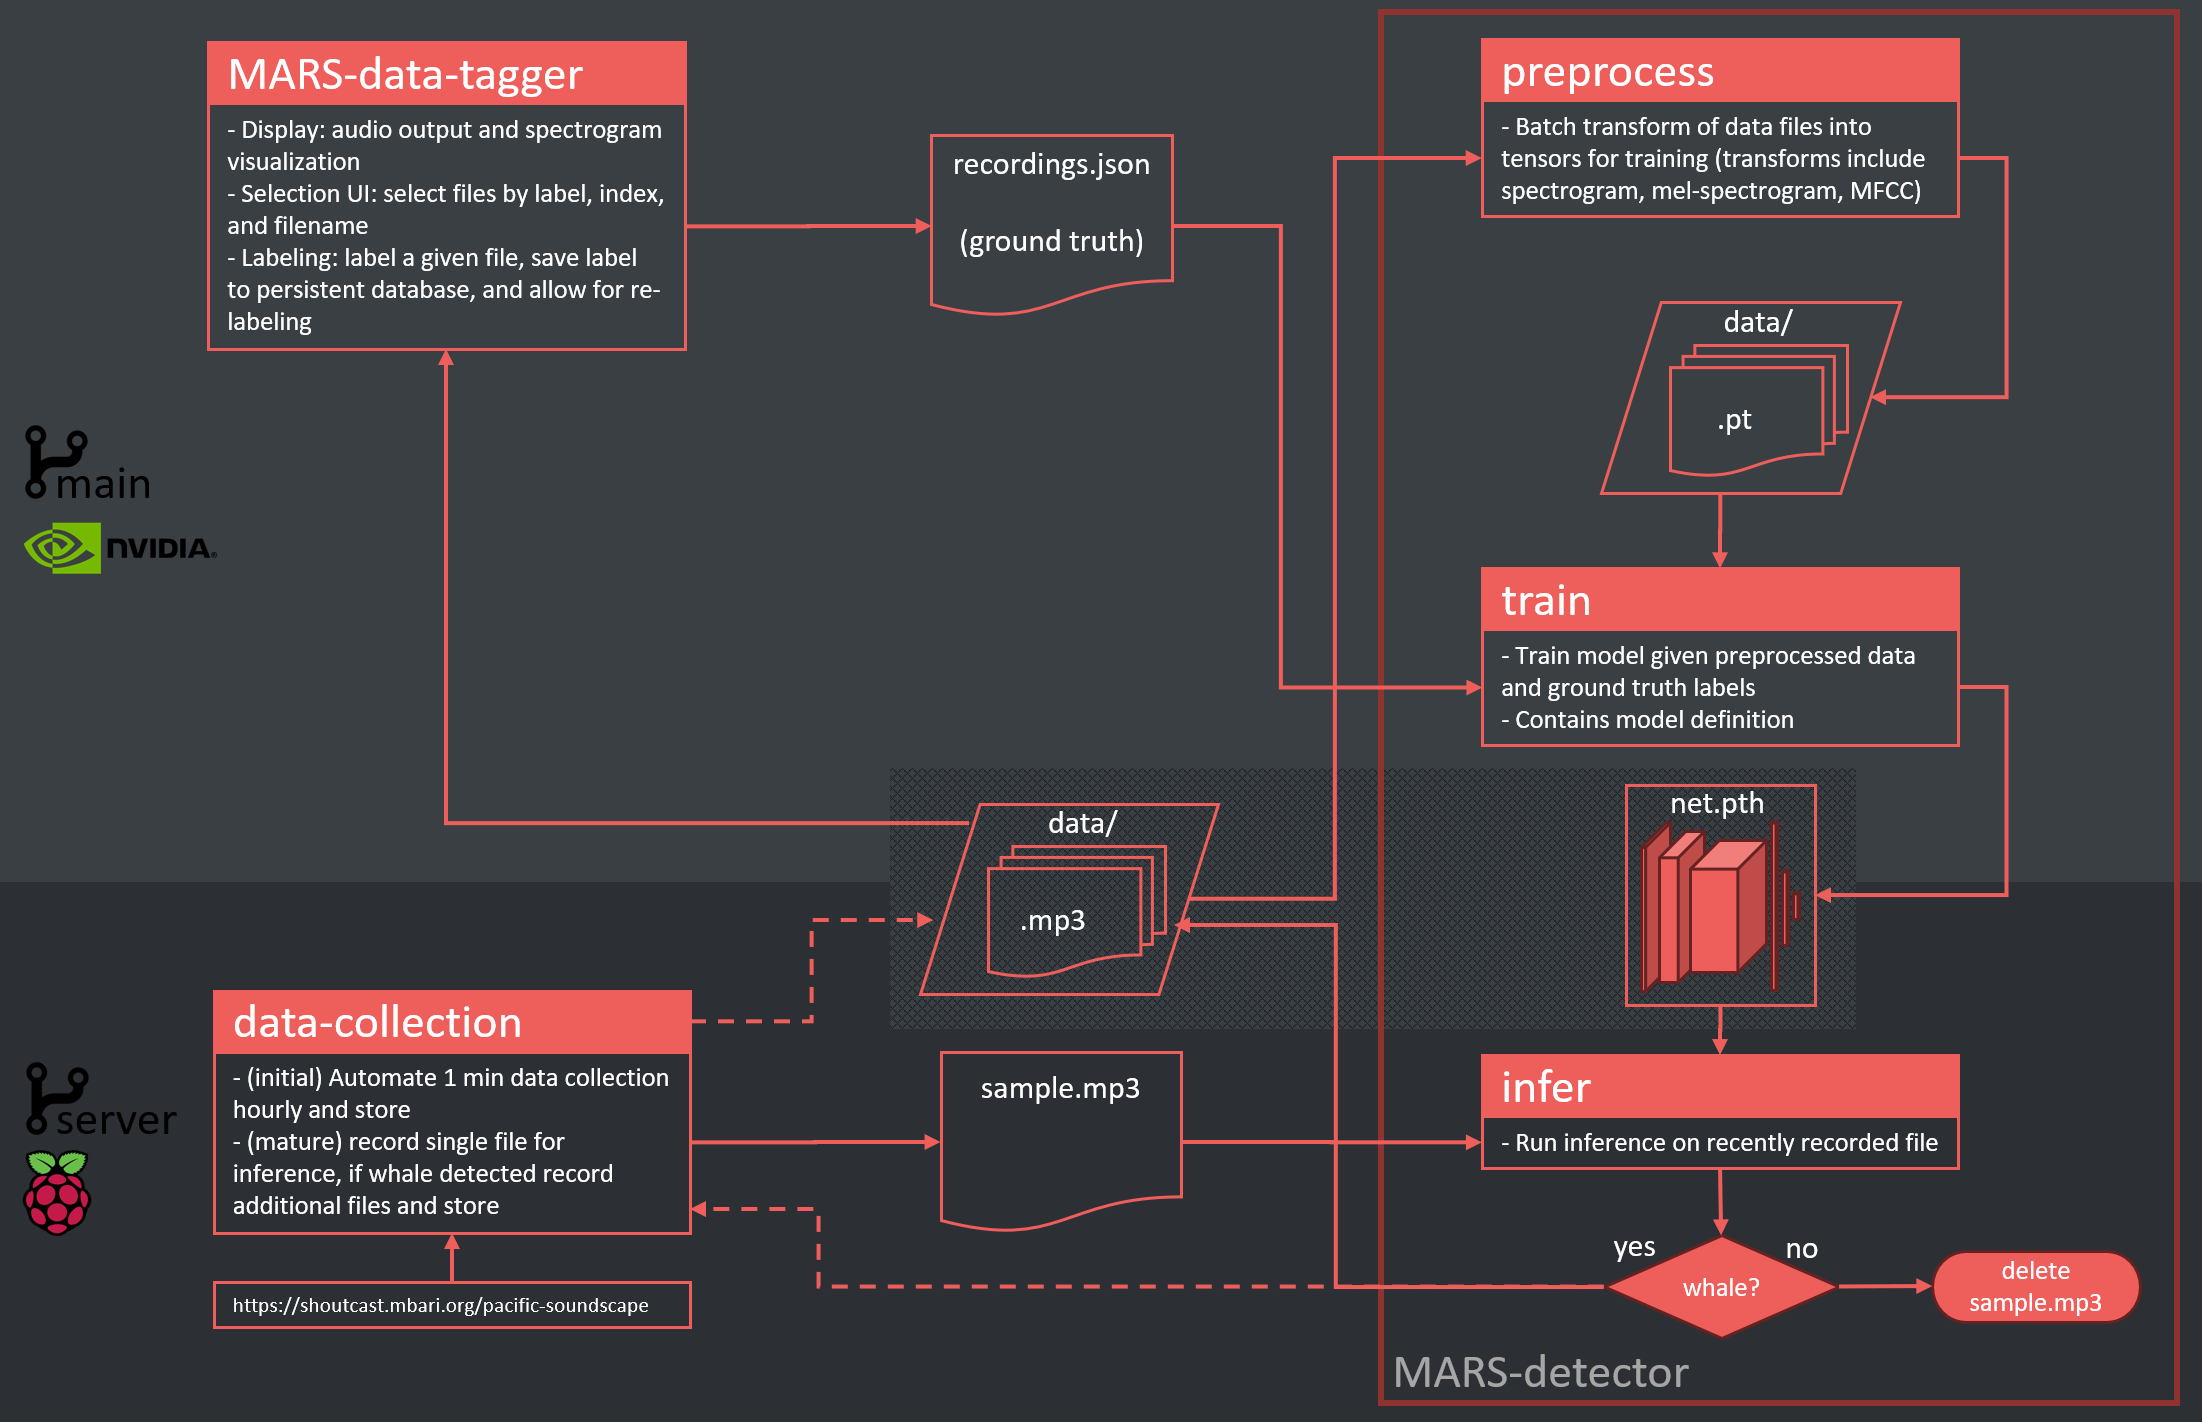 MARS-data-tagger
- Display: audio output and spectrogram
visualization
- Selection UI: select files by label, index,
and filename
- Labeling: label a given file, save label
to persistent database, and allow for re-
labeling
recordings.json
(ground truth)
preprocess
- Batch transform of data files into
tensors for training (transforms include
spectrogram, mel-spectrogram, MFCC)
data/
.pt
main
NVIDIA®
train
- Train model given preprocessed data
and ground truth labels
- Contains model definition
data/
.mp3
net.pth
data-collection
- (initial) Automate 1 min data collection
hourly and store
- (mature) record single file for
inference, if whale detected record
additional files and store
server
https://shoutcast.mbari.org/pacific-soundscape
sample.mp3
infer
- Run inference on recently recorded file
yes
no
whale?
delete
sample.mp3
MARS-detector